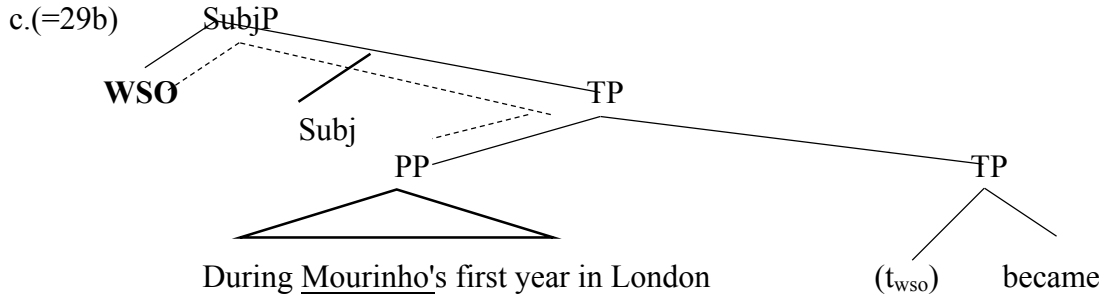 c.(=29b) SubjP
WSO TP
Subj
PP TP
During Mourinho's first year in London (twso) became